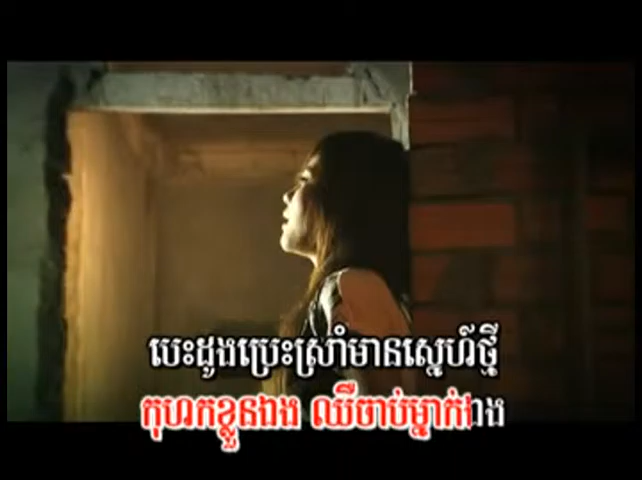 បេះដូងប្រេះស្រាំមានស្នេហ៍ថ្មី
កុហកខ្លួនឯង ឈឺចាប់ម្នាក់ឯង